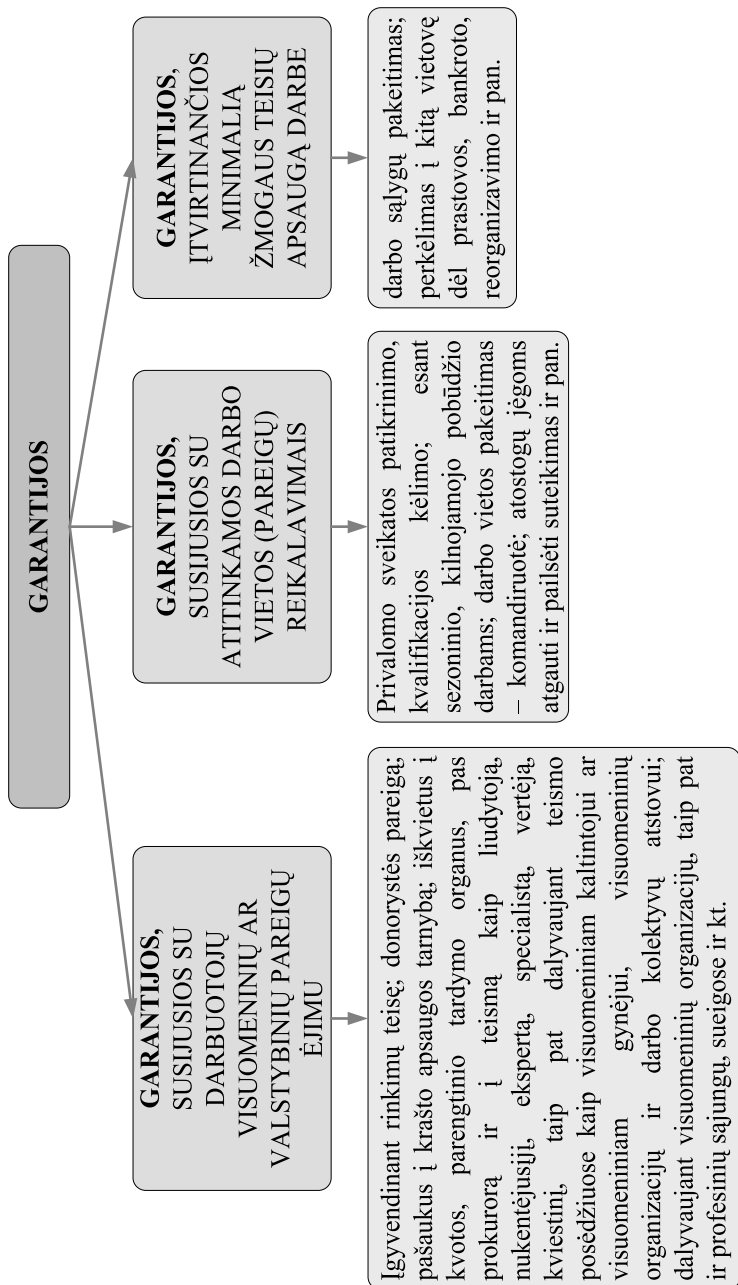 GARANTIJOS
GARANTIJOS,
SUSIJUSIOS SU
DARBUOTOJŲ
VISUOMENINIŲ AR
VALSTYBINIŲ PAREIGŲ
ĖJIMU
Įgyvendinant rinkimų teisę; donorystės pareigą;
pašaukus į krašto apsaugos tarnybą; iškvietus į
kvotos, parengtinio tardymo organus, pas
prokurorą ir į teismą kaip liudytoją,
nukentėjusįjį, ekspertą, specialistą, vertėją,
kviestinį, taip pat dalyvaujant teismo
posėdžiuose kaip visuomeniniam kaltintojui ar
visuomeniniam gynėjui, visuomeninių
organizacijų ir darbo kolektyvų atstovui;
dalyvaujant visuomeninių organizacijų, taip pat
ir profesinių sąjungų, sueigose ir kt.
GARANTIJOS,
SUSIJUSIOS SU
ATITINKAMOS DARBO
VIETOS (PAREIGŲ)
REIKALAVIMAIS
Privalomo sveikatos patikrinimo,
kvalifikacijos kėlimo; esant
sezoninio, kilnojamojo pobūdžio
darbams; darbo vietos pakeitimas
– komandiruotė; atostogų jėgoms
atgauti ir pailsėti suteikimas ir pan.
GARANTIJOS,
ĮTVIRTINANČIOS
MINIMALIĄ
ŽMOGAUS TEISIŲ
APSAUGĄ DARBE
darbo sąlygų pakeitimas;
perkėlimas į kitą vietovę
dėl prastovos, bankroto,
reorganizavimo ir pan.